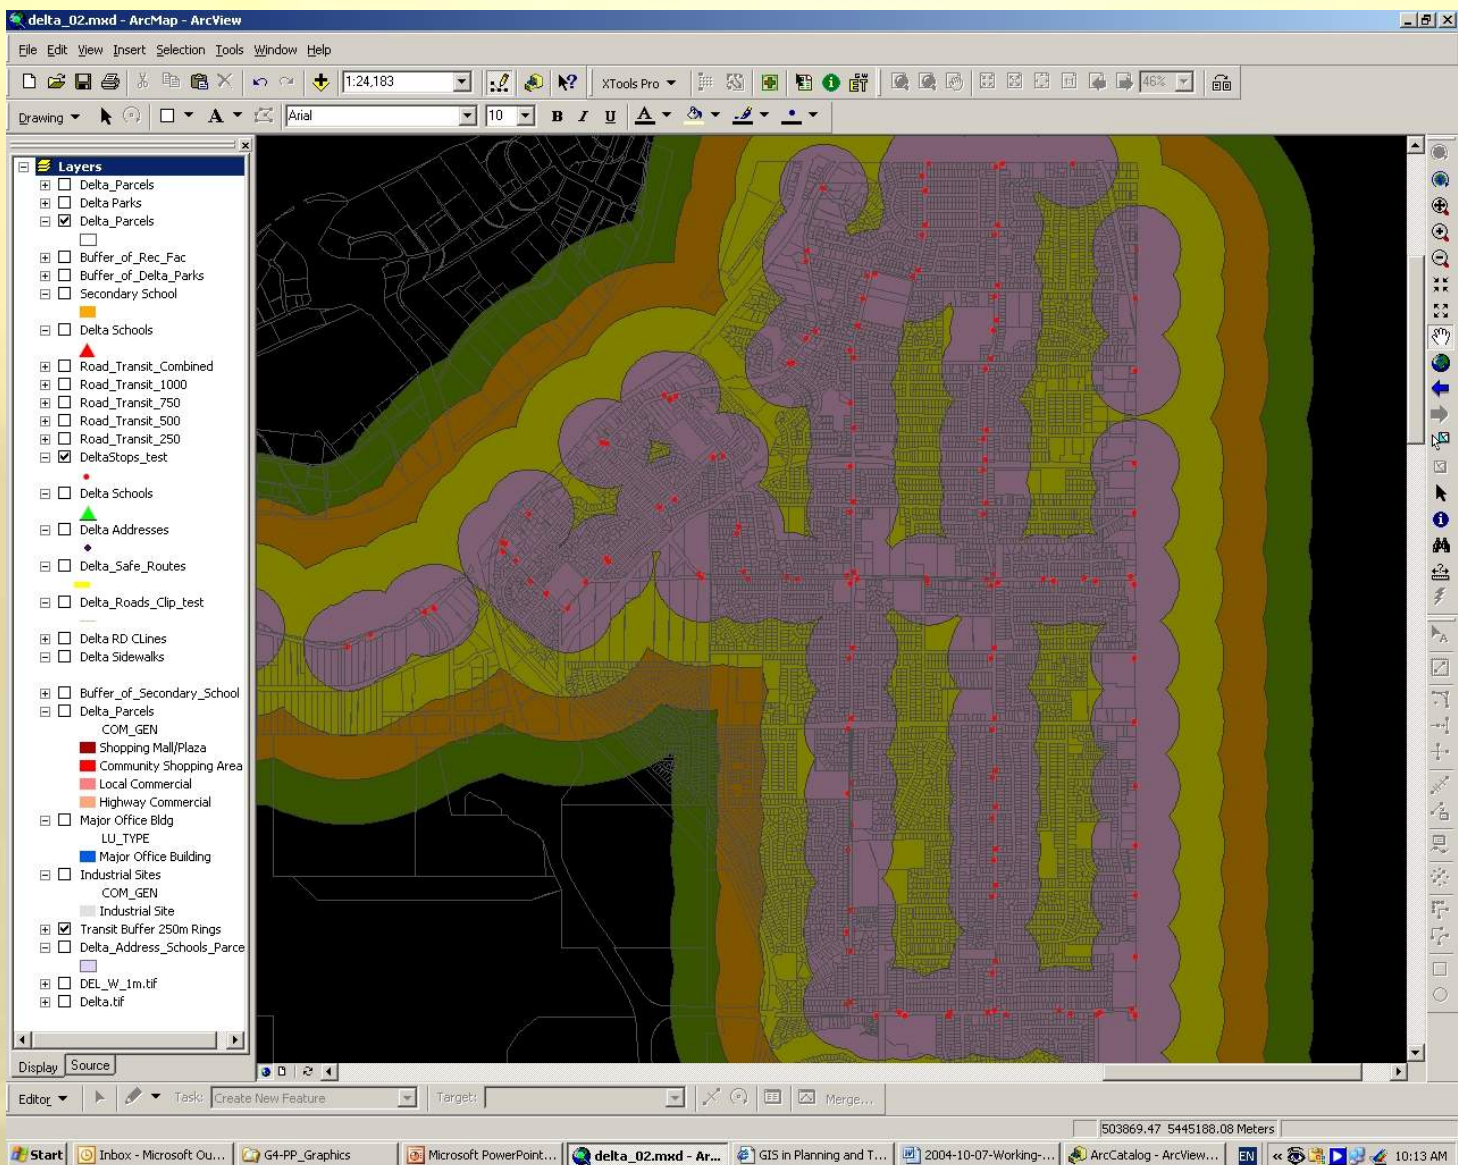 delta_02.mxd - ArcMap - ArcView
File Edit View Insert Selection Tools Window Help
1:24,183 XTools Pro GW ET 46%
Drawing A Arial 10 B I U A
Layers
Delta_Parcels
Delta Parks
Delta_Parcels
Buffer_of_Rec_Fac
Buffer_of_Delta_Parks
Secondary School
Delta Schools
Road_Transit_Combined
Road_Transit_1000
Road_Transit_750
Road_Transit_500
Road_Transit_250
DeltaStops_test
Delta Schools
Delta Addresses
Delta_Safe_Routes
Delta_Roads_Clip_test
Delta RD CLines
Delta Sidewalks
Buffer_of_Secondary_School
Delta_Parcels
COM_GEN
Shopping Mall/Plaza
Community Shopping Area
Local Commercial
Highway Commercial
Major Office Bldg
LU_TYPE
Major Office Building
Industrial Sites
COM_GEN
Industrial Site
Transit Buffer 250m Rings
Delta_Address_Schools_Parce
DEL_W_1m.tif
Delta.tif
Display Source
Editor Task: Create New Feature Target: Merge...
503869.47 5445188.08 Meters
Start Inbox - Microsoft Ou... G4-PP_Graphics Microsoft PowerPoint... delta_02.mxd - Ar... GIS in Planning and T... 2004-10-07-Working-... ArcCatalog - ArcView... EN « 10:13 AM